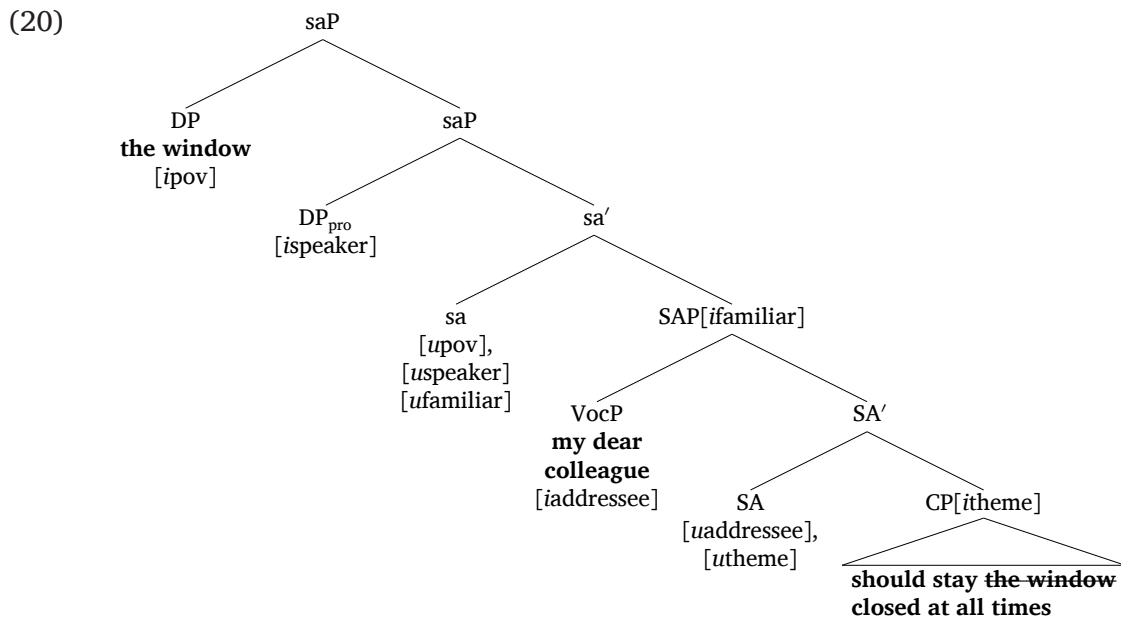 (20)
saP
DP
the window
[ipov]
saP
DP_pro
[ispeaker]
sa′
sa
[upov],
[uspeaker]
[ufamiliar]
SAP[ifamiliar]
VocP
my dear
colleague
[iaddressee]
SA′
SA
[uaddressee],
[utheme]
CP[itheme]
should stay the window
closed at all times